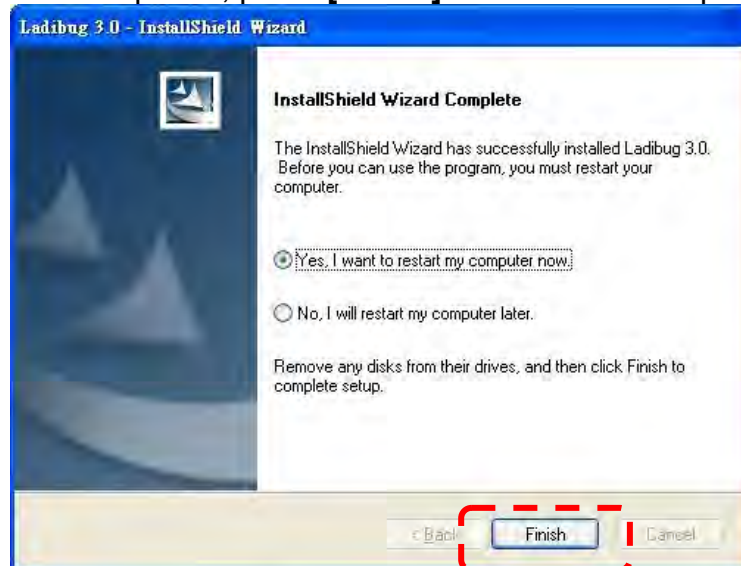 Ladibug 3.0 - InstallShield Wizard
InstallShield Wizard Complete
The InstallShield Wizard has successfully installed Ladibug 3.0.
Before you can use the program, you must restart your
computer.
Yes, I want to restart my computer now.
No, I will restart my computer later.
Remove any disks from their drives, and then click Finish to
complete setup.
< Back Finish Cancel